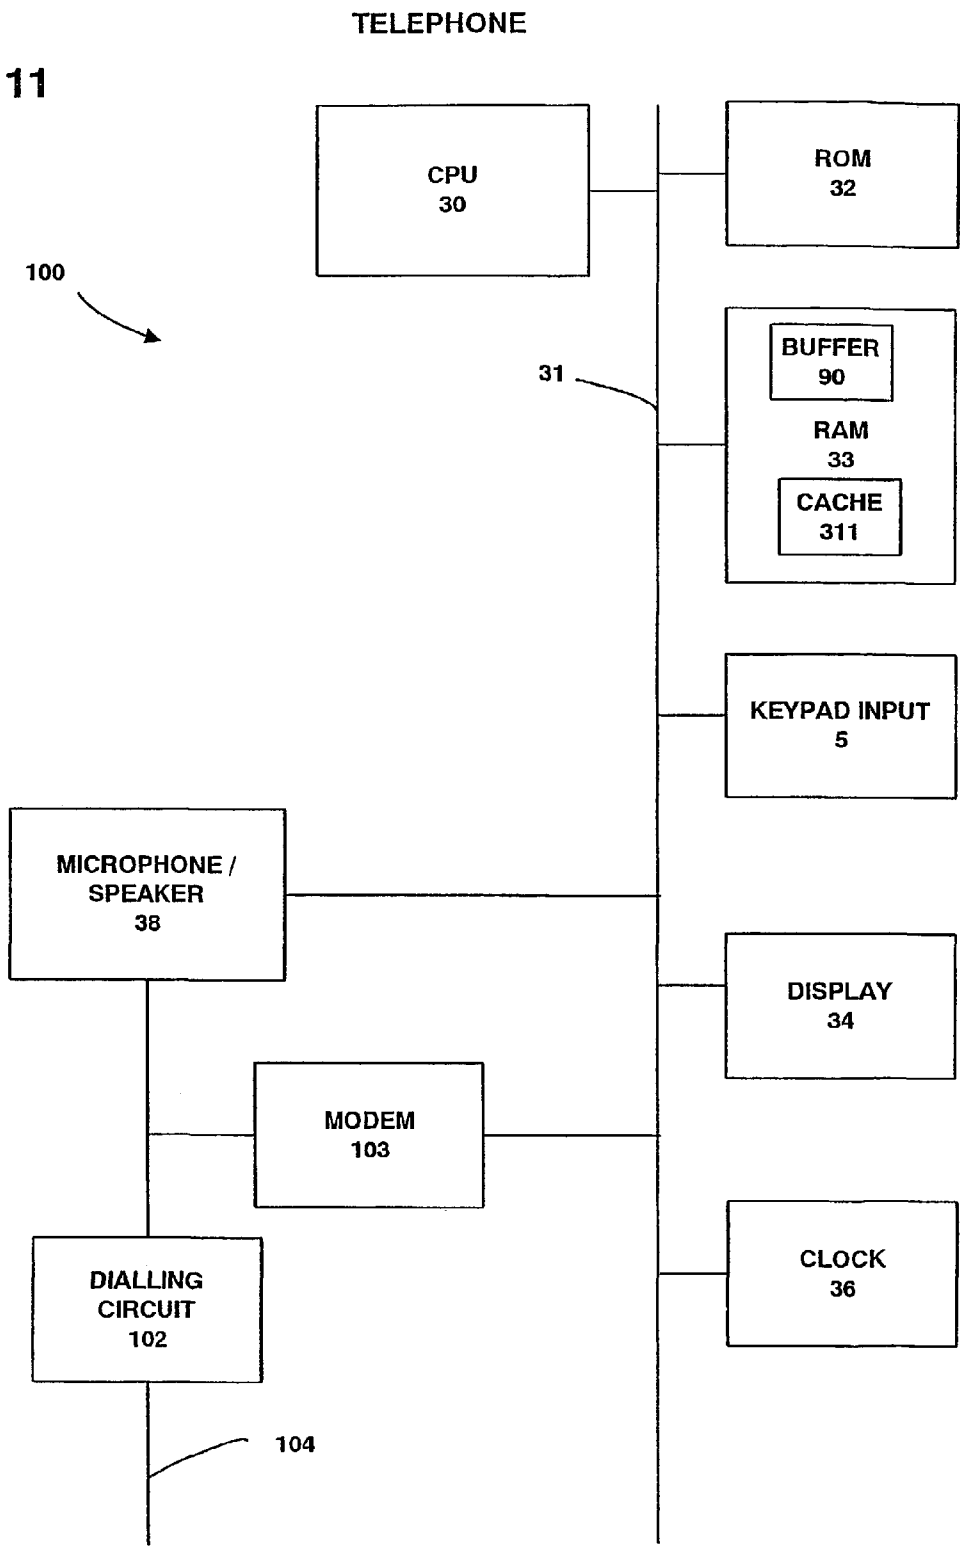 TELEPHONE
11
CPU
30
ROM
32
100
BUFFER
90
31
RAM
33
CACHE
311
KEYPAD INPUT
5
MICROPHONE /
SPEAKER
38
DISPLAY
34
MODEM
103
CLOCK
36
DIALLING
CIRCUIT
102
104